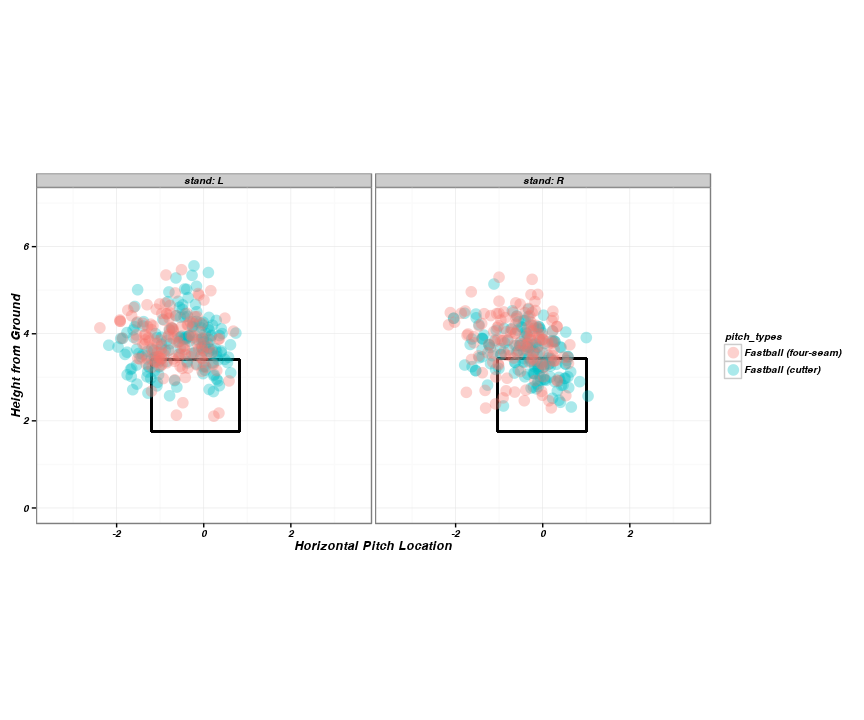 stand: L
stand: R
Height from Ground
6
4
2
0
-2
0
2
-2
0
2
Horizontal Pitch Location
pitch_types
Fastball (four-seam)
Fastball (cutter)